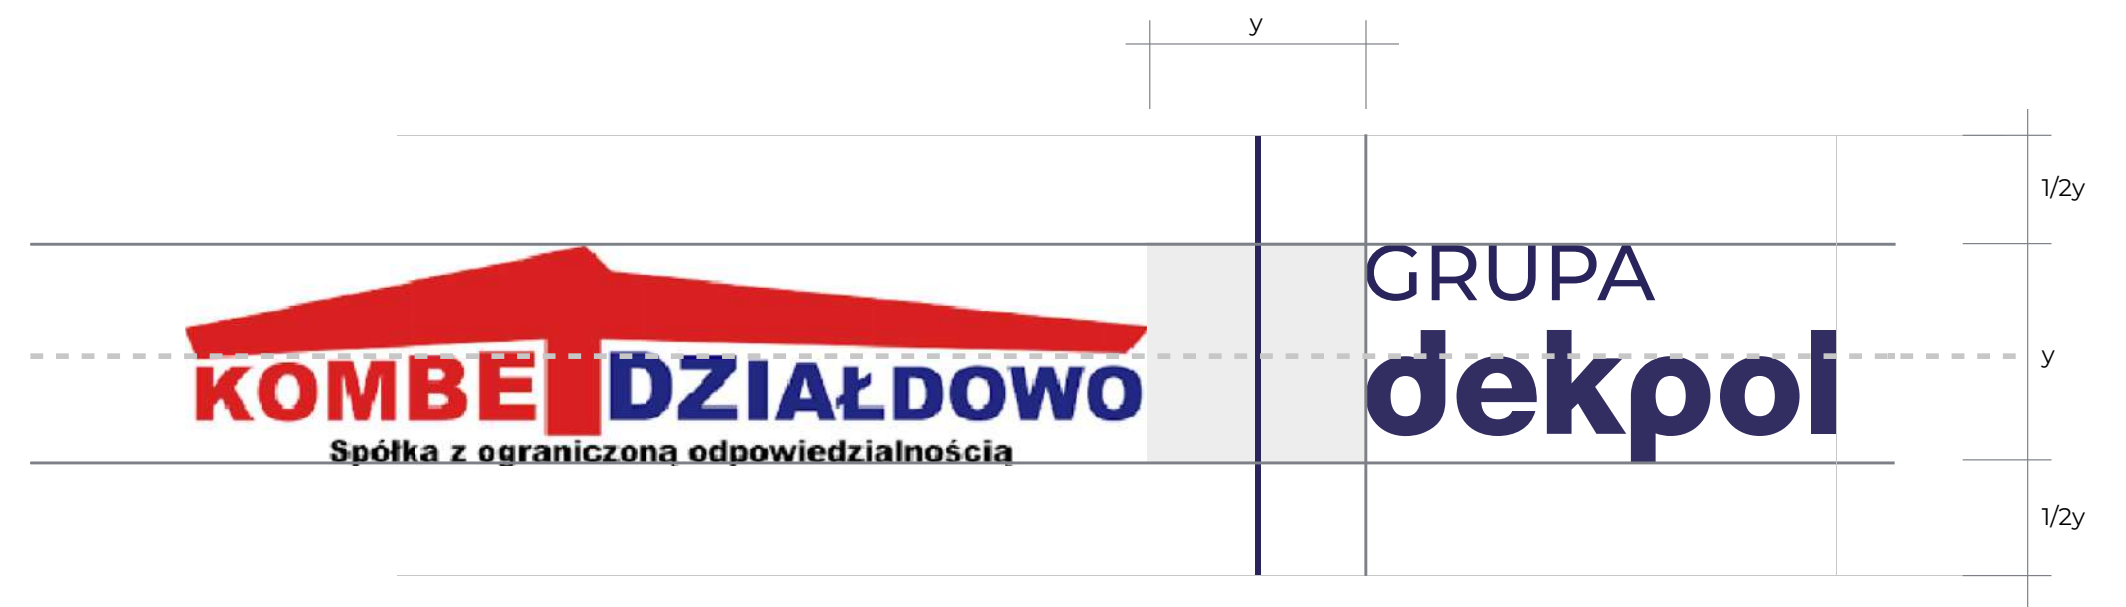 y
1/2y
GRUPA
KOMBET DZIAŁDOWO
dekpol
y
Spółka z ograniczoną odpowiedzialnością
1/2y